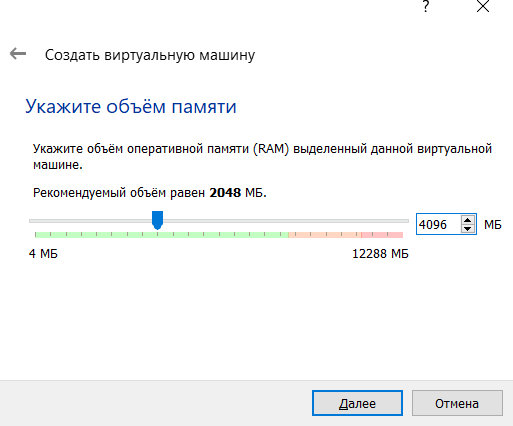 ?
Создать виртуальную машину
Укажите объём памяти
Укажите объём оперативной памяти (RAM) выделенный данной виртуальной
машине.
Рекомендуемый объём равен 2048 МБ.
4096 МБ
4 МБ 12288 МБ
Далее Отмена